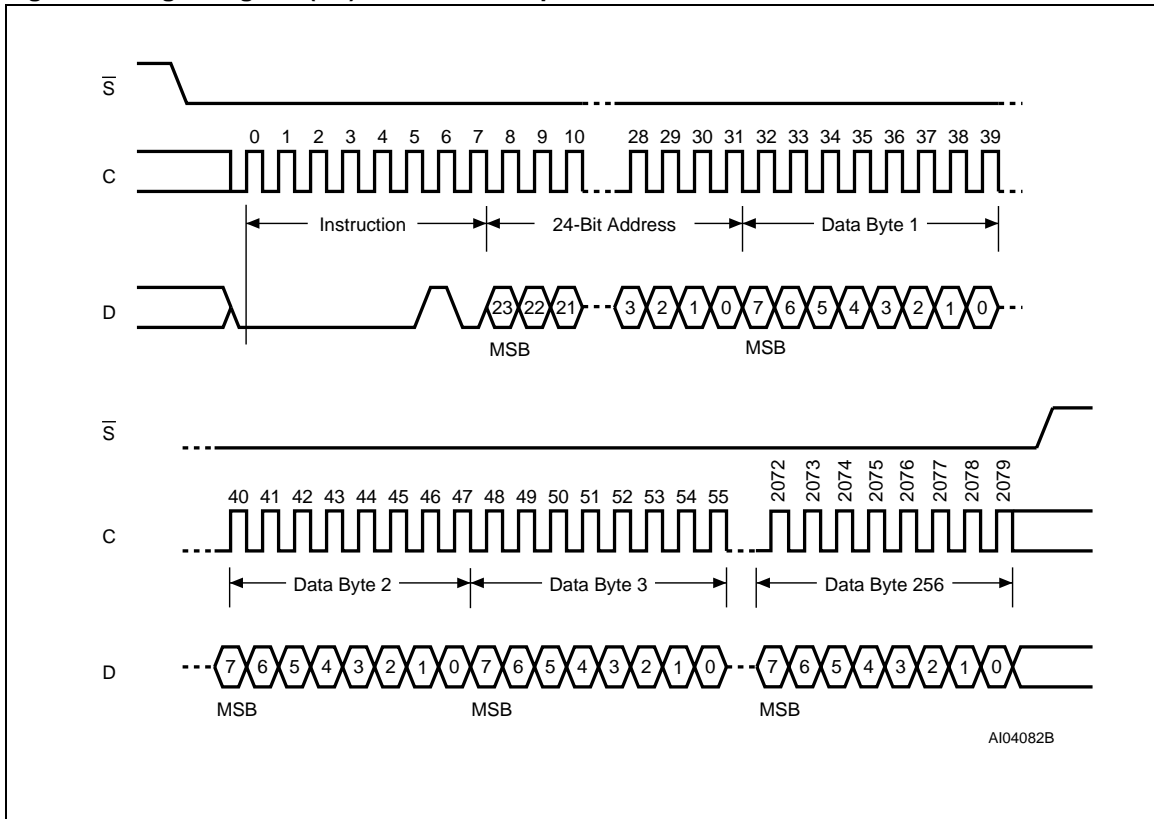 S
0 1 2 3 4 5 6 7 8 9 10 28 29 30 31 32 33 34 35 36 37 38 39
C
Instruction 24-Bit Address Data Byte 1
D 23 22 21 3 2 1 0 7 6 5 4 3 2 1 0
MSB MSB
S
40 41 42 43 44 45 46 47 48 49 50 51 52 53 54 55 2072 2073 2074 2075 2076 2077 2078 2079
C
Data Byte 2 Data Byte 3 Data Byte 256
D 7 6 5 4 3 2 1 0 7 6 5 4 3 2 1 0 7 6 5 4 3 2 1 0
MSB MSB MSB
AI04082B